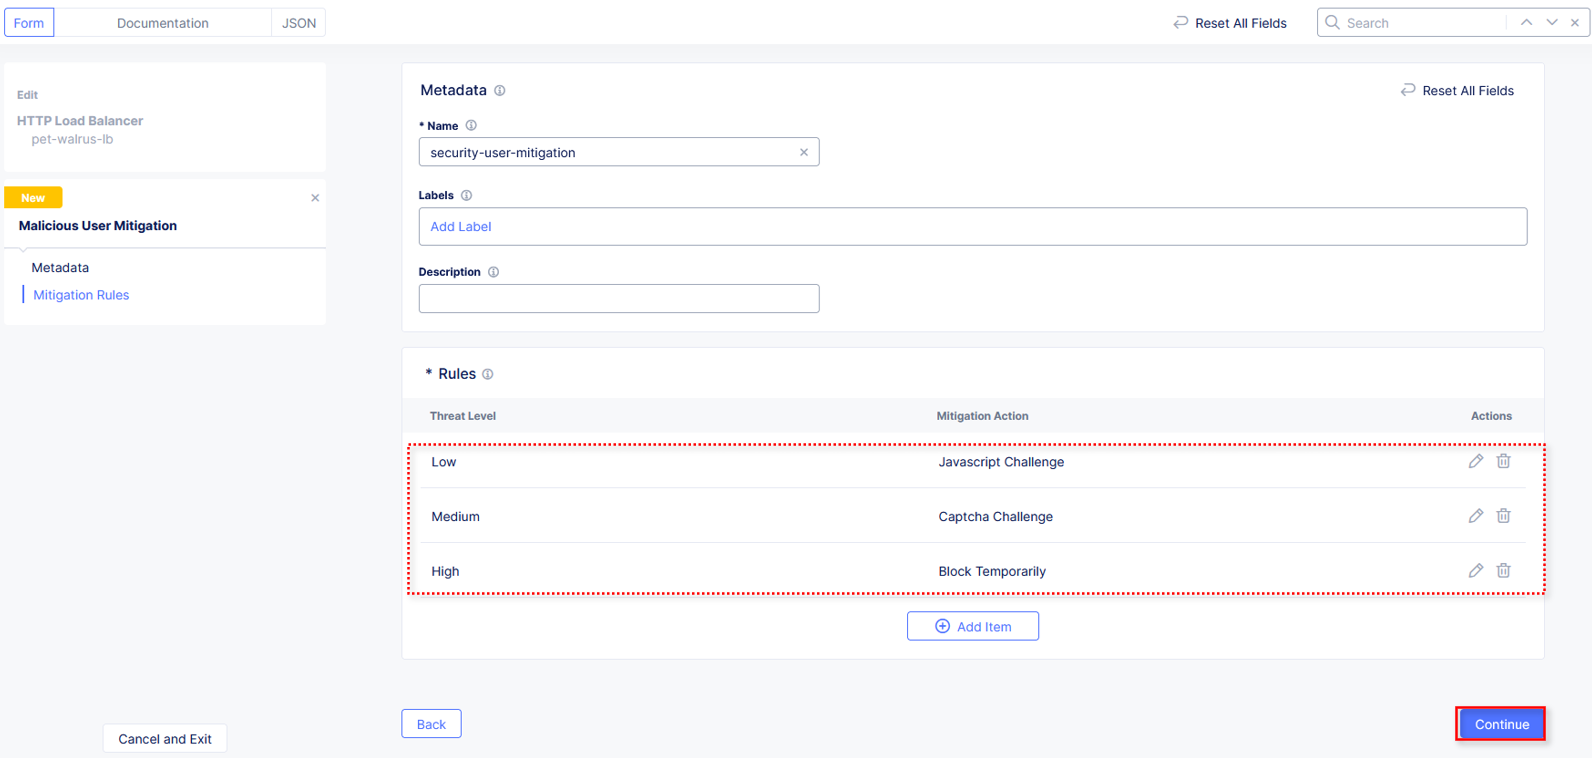 Form
Documentation
JSON
Reset All Fields
Search
Edit
HTTP Load Balancer
pet-walrus-lb
New
Malicious User Mitigation
Metadata
Mitigation Rules
Metadata
Reset All Fields
* Name
security-user-mitigation
Labels
Add Label
Description
* Rules
Threat Level Mitigation Action Actions
Low Javascript Challenge
Medium Captcha Challenge
High Block Temporarily
Add Item
Back
Continue
Cancel and Exit